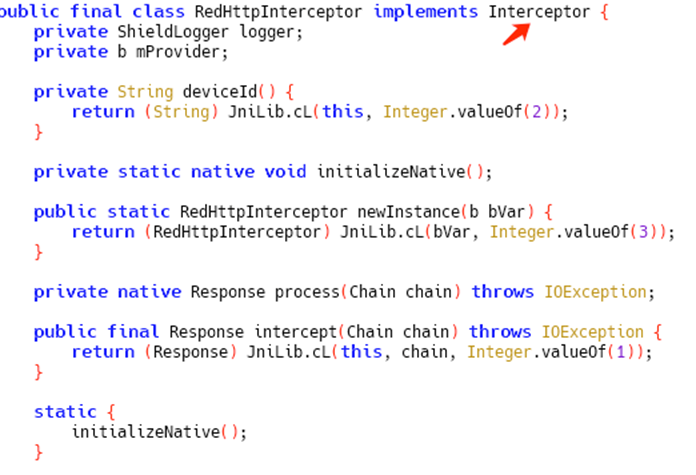 public final class RedHttpInterceptor implements Interceptor {
    private ShieldLogger logger;
    private b mProvider;

    private String deviceId() {
        return (String) JniLib.cL(this, Integer.valueOf(2));
    }

    private static native void initializeNative();

    public static RedHttpInterceptor newInstance(b bVar) {
        return (RedHttpInterceptor) JniLib.cL(bVar, Integer.valueOf(3));
    }

    private native Response process(Chain chain) throws IOException;

    public final Response intercept(Chain chain) throws IOException {
        return (Response) JniLib.cL(this, chain, Integer.valueOf(1));
    }

    static {
        initializeNative();
    }